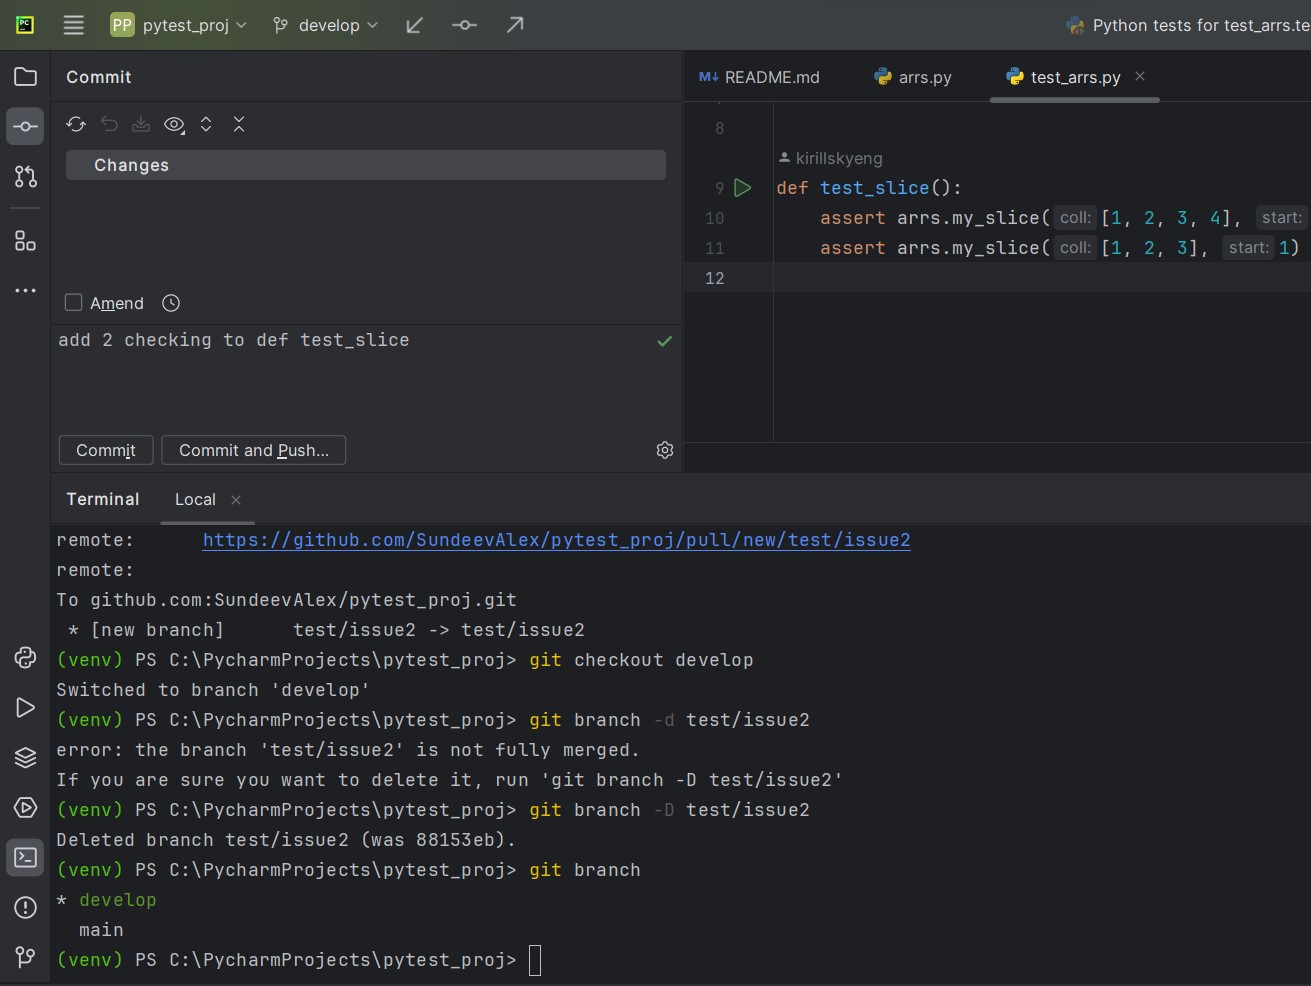 PC
PP pytest_proj develop Python tests for test_arrs.te
Commit
Changes
Amend
add 2 checking to def test_slice
Commit Commit and Push...
M↓ README.md arrs.py test_arrs.py
8
kirillskyeng
9 def test_slice():
10 assert arrs.my_slice( coll: [1, 2, 3, 4], start:
11 assert arrs.my_slice( coll: [1, 2, 3], start: 1)
12
Terminal Local
remote: https://github.com/SundeevAlex/pytest_proj/pull/new/test/issue2
remote:
To github.com:SundeevAlex/pytest_proj.git
* [new branch] test/issue2 -> test/issue2
(venv) PS C:\PycharmProjects\pytest_proj> git checkout develop
Switched to branch 'develop'
(venv) PS C:\PycharmProjects\pytest_proj> git branch -d test/issue2
error: the branch 'test/issue2' is not fully merged.
If you are sure you want to delete it, run 'git branch -D test/issue2'
(venv) PS C:\PycharmProjects\pytest_proj> git branch -D test/issue2
Deleted branch test/issue2 (was 88153eb).
(venv) PS C:\PycharmProjects\pytest_proj> git branch
* develop
main
(venv) PS C:\PycharmProjects\pytest_proj>